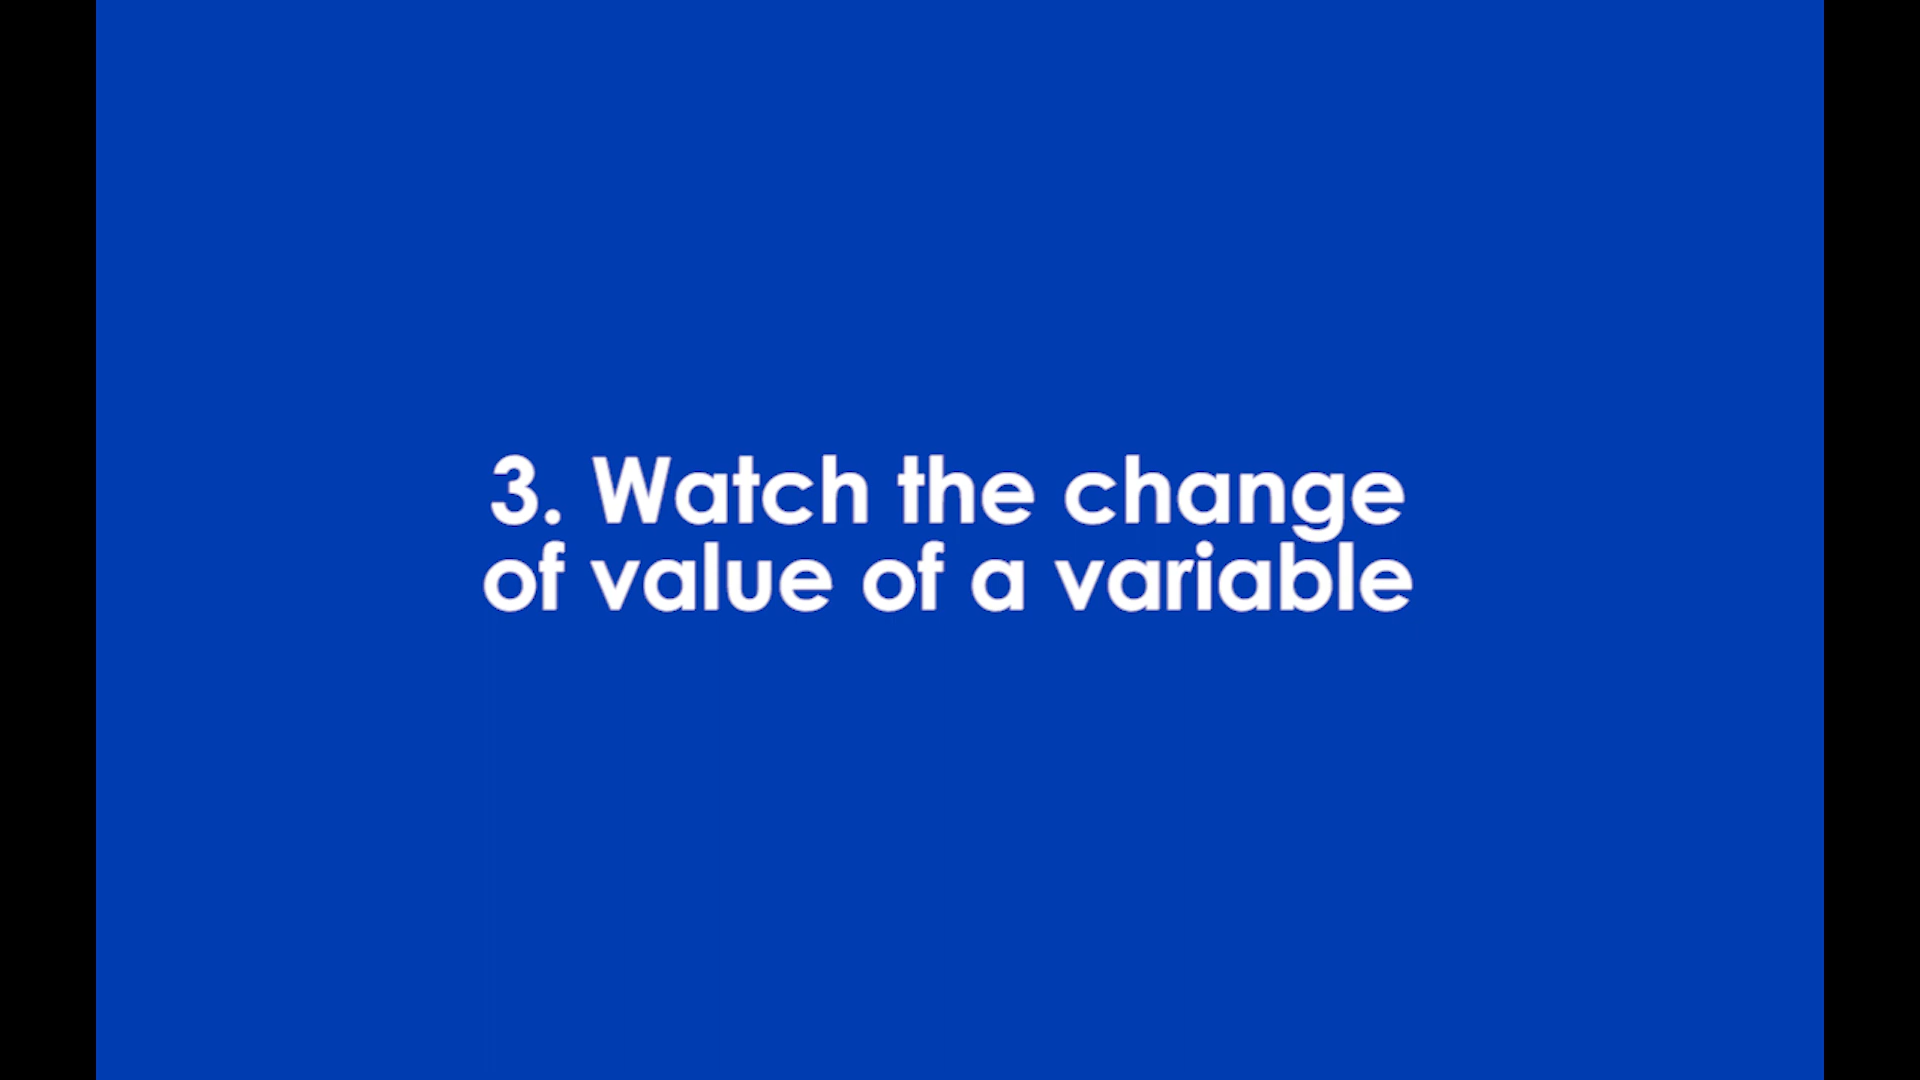 3. Watch the change
of value of a variable